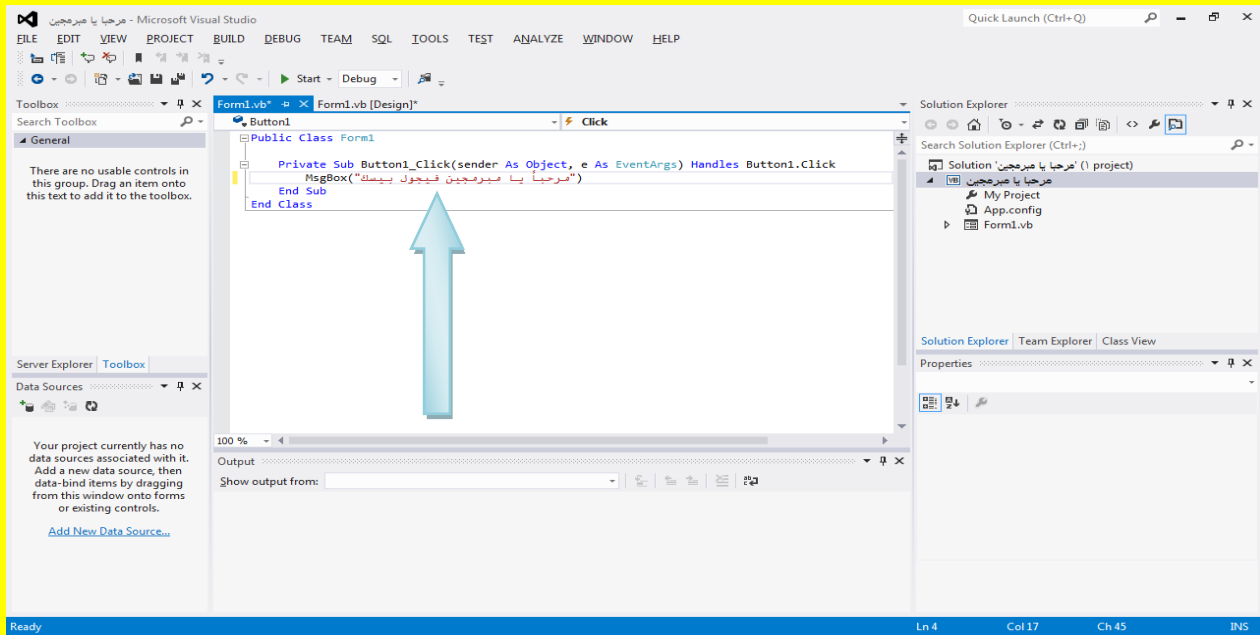 مرحبا يا مبرمجين - Microsoft Visual Studio
Quick Launch (Ctrl+Q)
FILE EDIT VIEW PROJECT BUILD DEBUG TEAM SQL TOOLS TEST ANALYZE WINDOW HELP
Start Debug
Toolbox
Search Toolbox
General
There are no usable controls in
this group. Drag an item onto
this text to add it to the toolbox.
Server Explorer Toolbox
Data Sources
Your project currently has no
data sources associated with it.
Add a new data source, then
data-bind items by dragging
from this window onto forms
or existing controls.
Add New Data Source...
Form1.vb* Form1.vb [Design]*
Button1 Click
Public Class Form1
Private Sub Button1_Click(sender As Object, e As EventArgs) Handles Button1.Click
MsgBox("مرحباً يا مبرمجين فيجول بيسك")
End Sub
End Class
100 %
Output
Show output from:
Solution Explorer
Search Solution Explorer (Ctrl+;)
Solution 'مرحبا يا مبرمجين' (١ project)
مرحبا يا مبرمجين
My Project
App.config
Form1.vb
Solution Explorer Team Explorer Class View
Properties
Ready Ln 4 Col 17 Ch 45 INS